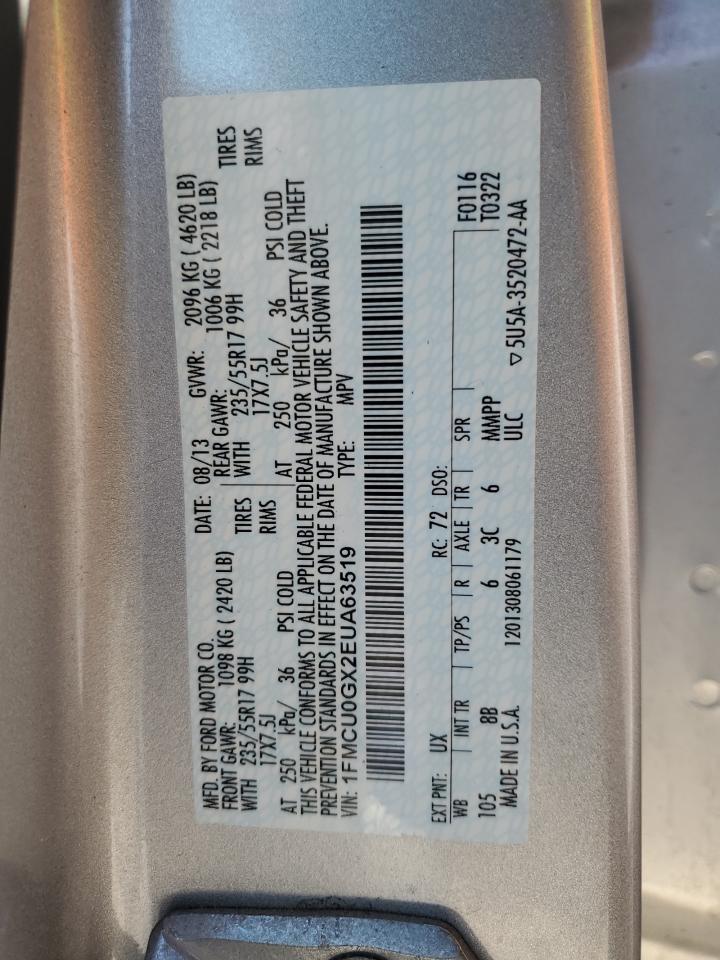 MFD. BY FORD MOTOR CO.
DATE: 08/13 GVWR: 2096 KG ( 4620 LB)
FRONT GAWR: 1098 KG ( 2420 LB) REAR GAWR: 1006 KG ( 2218 LB)
WITH 235/55R17 99H TIRES WITH 235/55R17 99H TIRES
17X7.5J RIMS 17X7.5J RIMS
AT 250 kPa/ 36 PSI COLD AT 250 kPa/ 36 PSI COLD
THIS VEHICLE CONFORMS TO ALL APPLICABLE FEDERAL MOTOR VEHICLE SAFETY AND THEFT
PREVENTION STANDARDS IN EFFECT ON THE DATE OF MANUFACTURE SHOWN ABOVE.
VIN: 1FMCU0GX2EUA63519 TYPE: MPV
EXT PNT: UX RC: 72 DSO:
WB INT TR TP/PS R AXLE TR SPR F0116
105 8B 6 3C 6 MMPP T0322
MADE IN U.S.A. 1201308061179 ULC ▽5U5A-3520472-AA